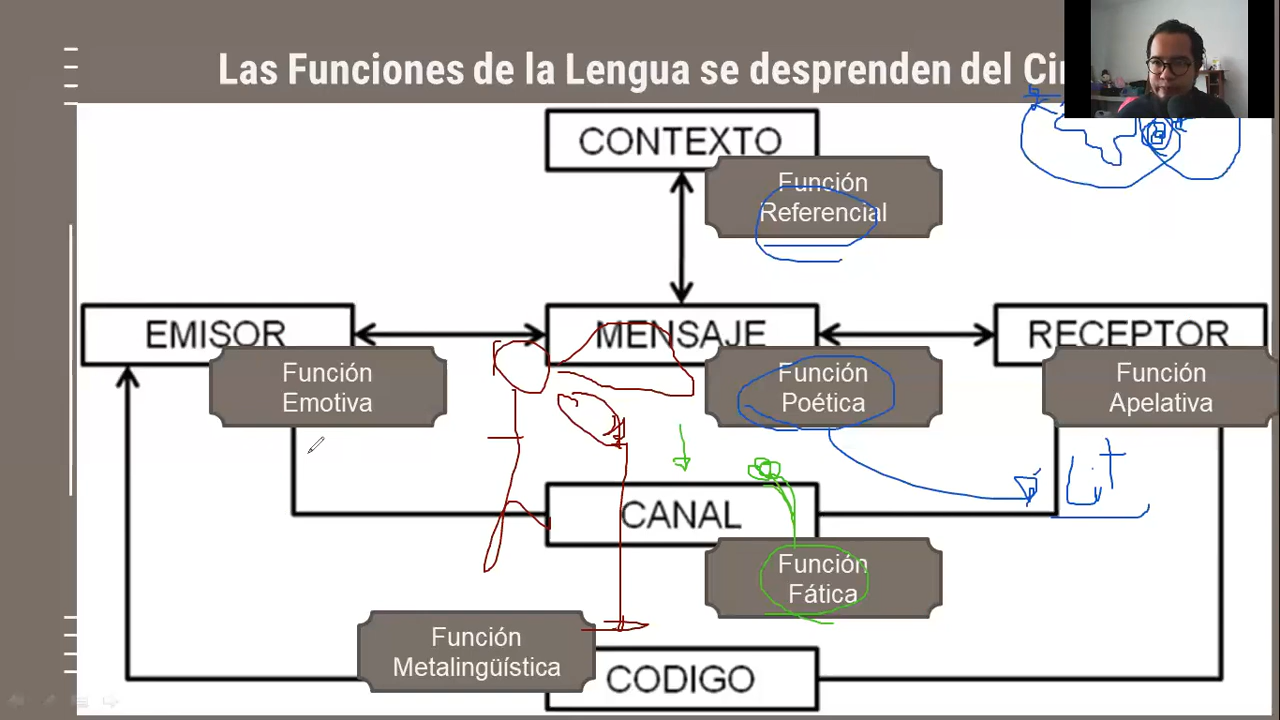 Las Funciones de la Lengua se desprenden del Ci
CONTEXTO
Función
Referencial
EMISOR
MENSAJE
RECEPTOR
Función
Emotiva
Función
Poética
Función
Apelativa
Lit
CANAL
Función
Fática
Función
Metalingüística
CODIGO